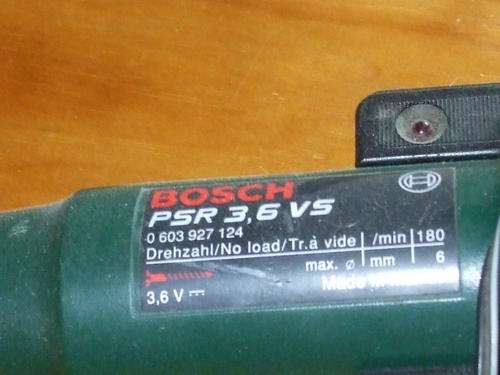 BOSCH
PSR 3,6 VS
0 603 927 124
Drehzahl/No load/Tr.à vide /min 180
max. ø mm 6
3,6 V ⎓ Made